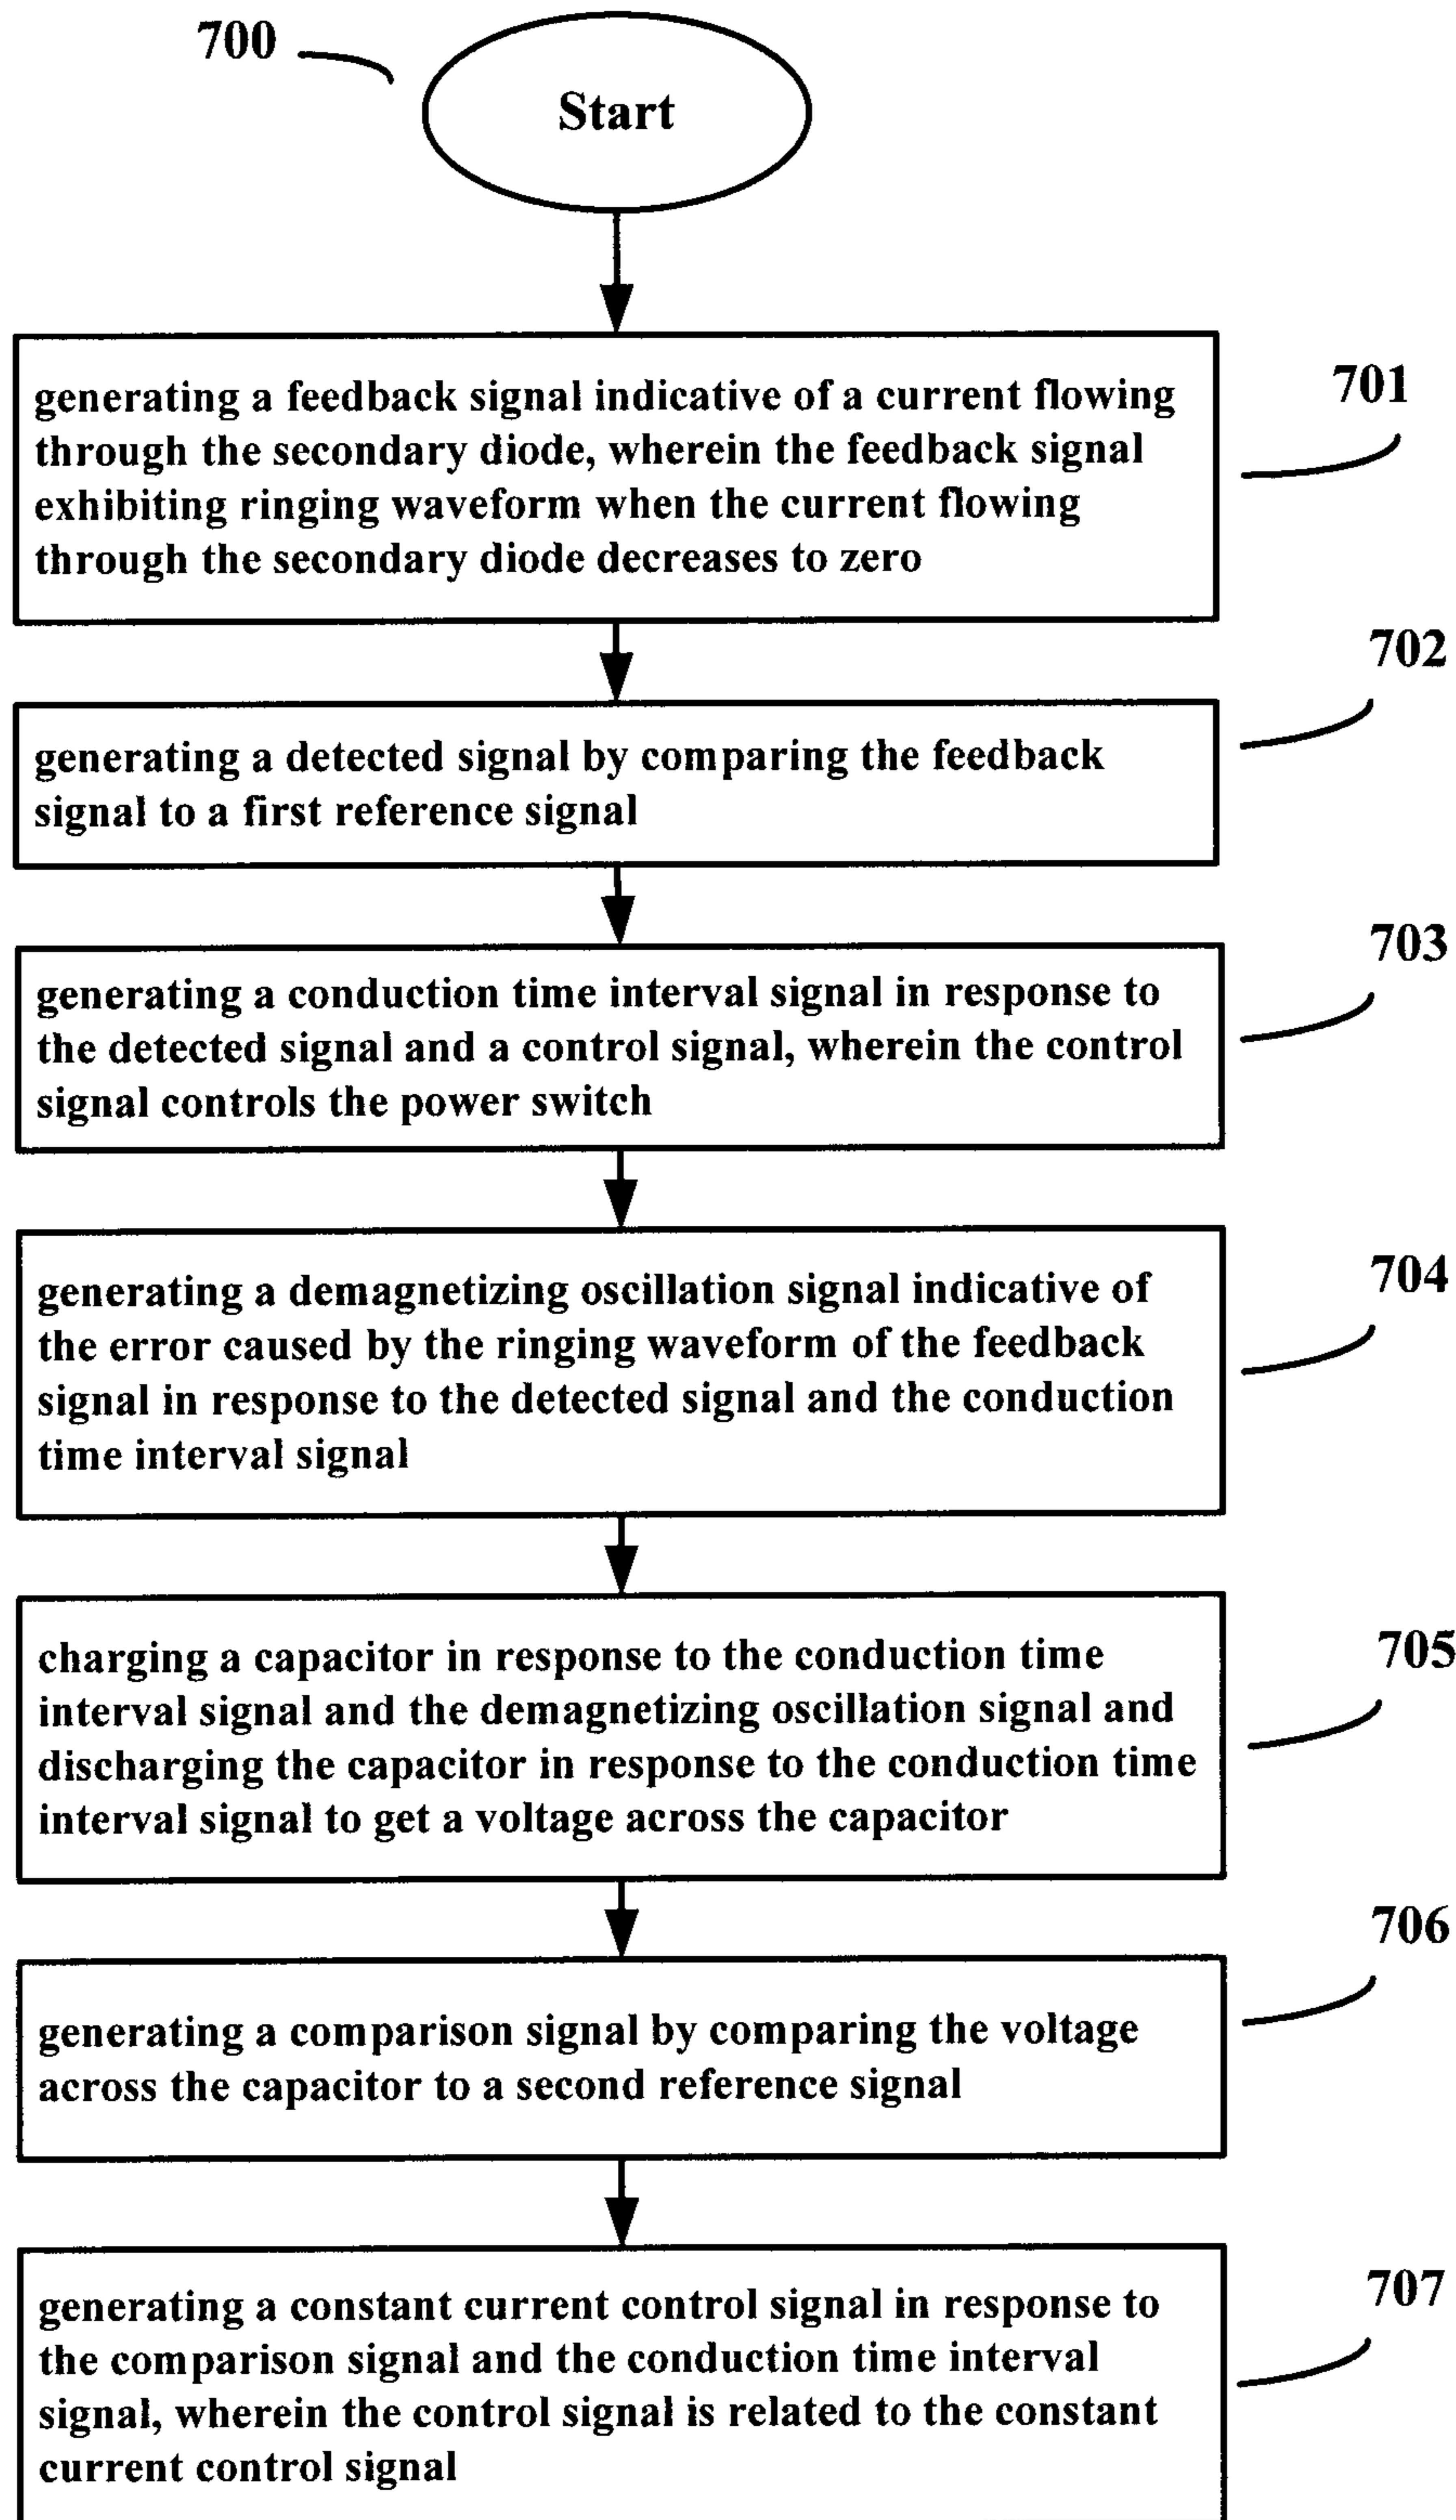 700
Start
701
generating a feedback signal indicative of a current flowing
through the secondary diode, wherein the feedback signal
exhibiting ringing waveform when the current flowing
through the secondary diode decreases to zero
702
generating a detected signal by comparing the feedback
signal to a first reference signal
703
generating a conduction time interval signal in response to
the detected signal and a control signal, wherein the control
signal controls the power switch
704
generating a demagnetizing oscillation signal indicative of
the error caused by the ringing waveform of the feedback
signal in response to the detected signal and the conduction
time interval signal
705
charging a capacitor in response to the conduction time
interval signal and the demagnetizing oscillation signal and
discharging the capacitor in response to the conduction time
interval signal to get a voltage across the capacitor
706
generating a comparison signal by comparing the voltage
across the capacitor to a second reference signal
707
generating a constant current control signal in response to
the comparison signal and the conduction time interval
signal, wherein the control signal is related to the constant
current control signal